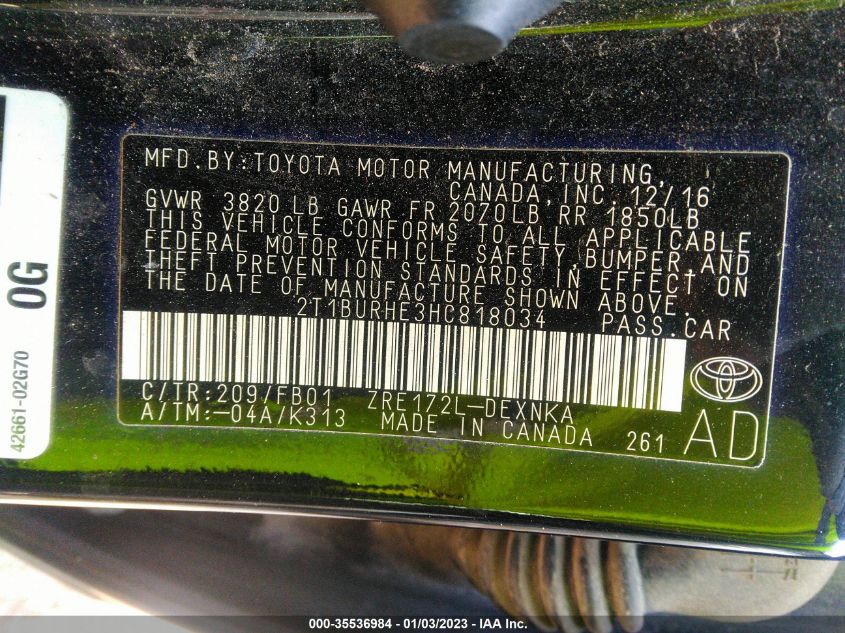 MFD.BY:TOYOTA MOTOR MANUFACTURING,
CANADA,INC. 12/16
GVWR 3820 LB GAWR FR 2070LB RR 1850LB
THIS VEHICLE CONFORMS TO ALL APPLICABLE
FEDERAL MOTOR VEHICLE SAFETY,BUMPER,AND
THEFT PREVENTION STANDARDS IN EFFECT ON
THE DATE OF MANUFACTURE SHOWN ABOVE.
2T1BURHE3HC818034 PASS.CAR
C/TR:209/FB01 ZRE172L-DEXNKA
A/TM:-04A/K313 MADE IN CANADA 261 AD
0G
42661-02G70
000-35536984 - 01/03/2023 - IAA Inc.